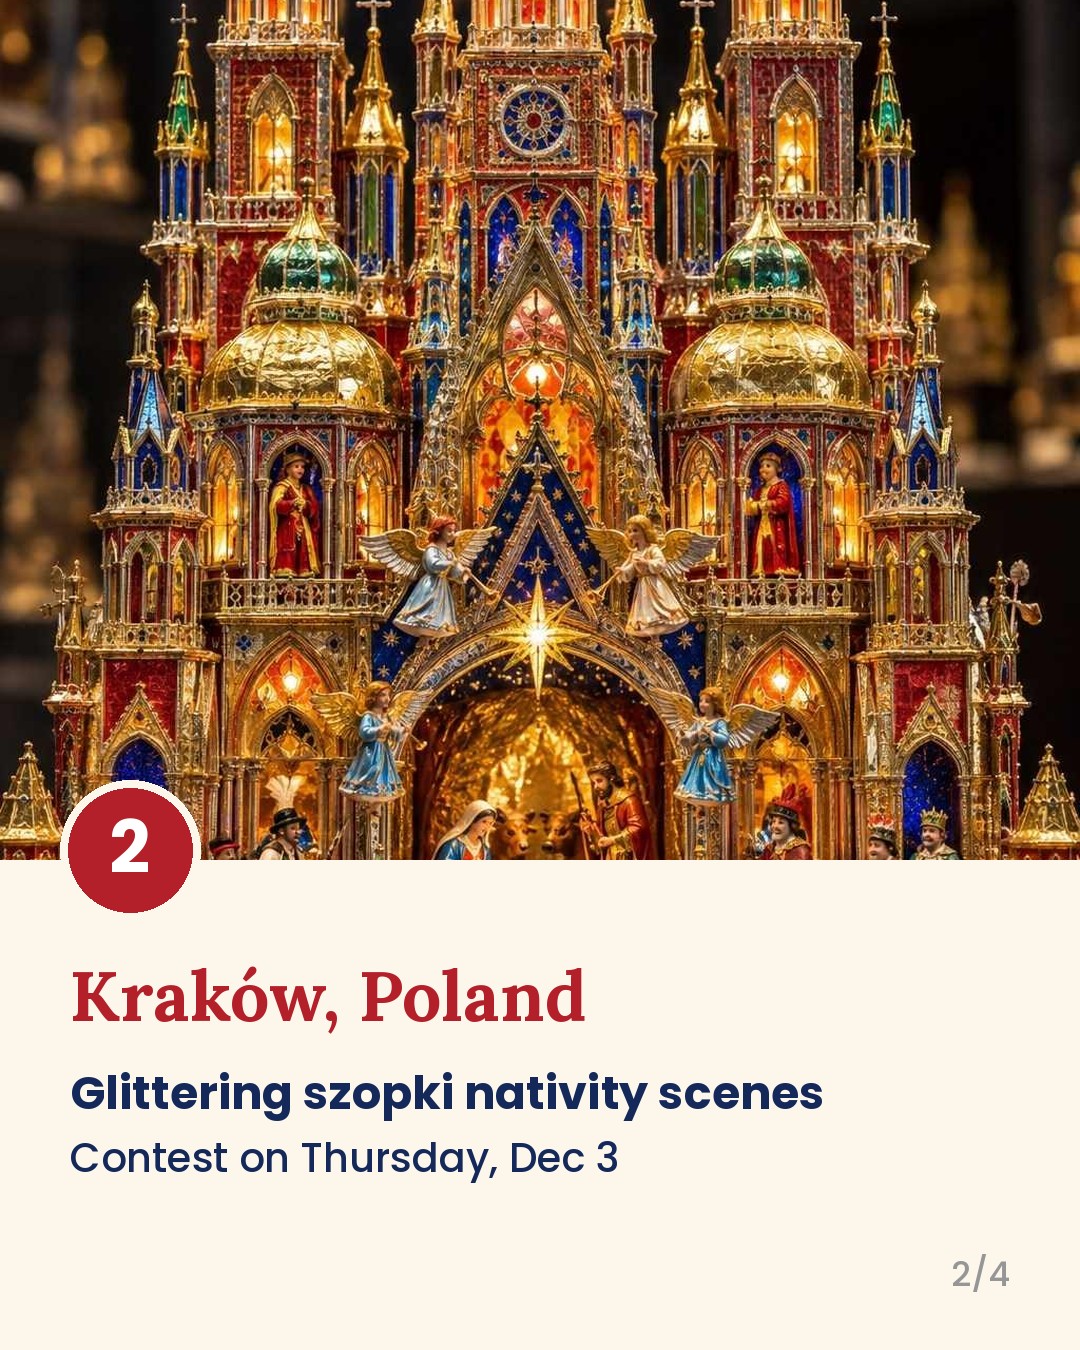 2
Kraków, Poland
Glittering szopki nativity scenes
Contest on Thursday, Dec 3
2/4